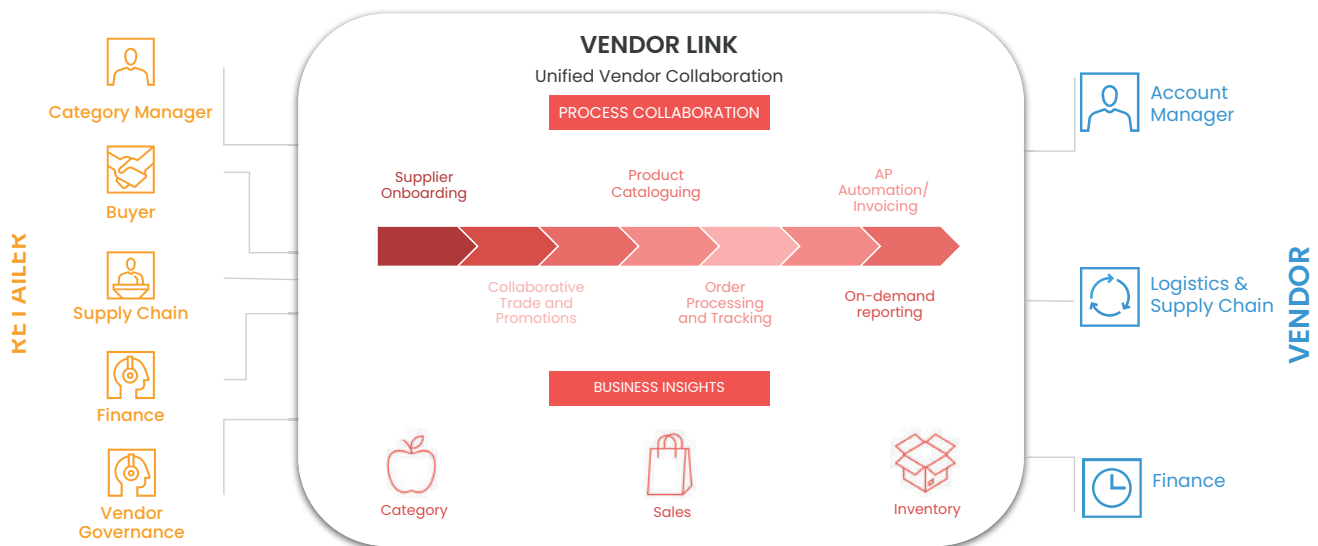 VENDOR LINK
Unified Vendor Collaboration
PROCESS COLLABORATION
RETAILER
Category Manager
Buyer
Supply Chain
Finance
Vendor
Governance
Supplier
Onboarding
Product
Cataloguing
AP
Automation/
Invoicing
Collaborative
Trade and
Promotions
Order
Processing
and Tracking
On-demand
reporting
BUSINESS INSIGHTS
Category
Sales
Inventory
Account
Manager
Logistics &
Supply Chain
Finance
VENDOR